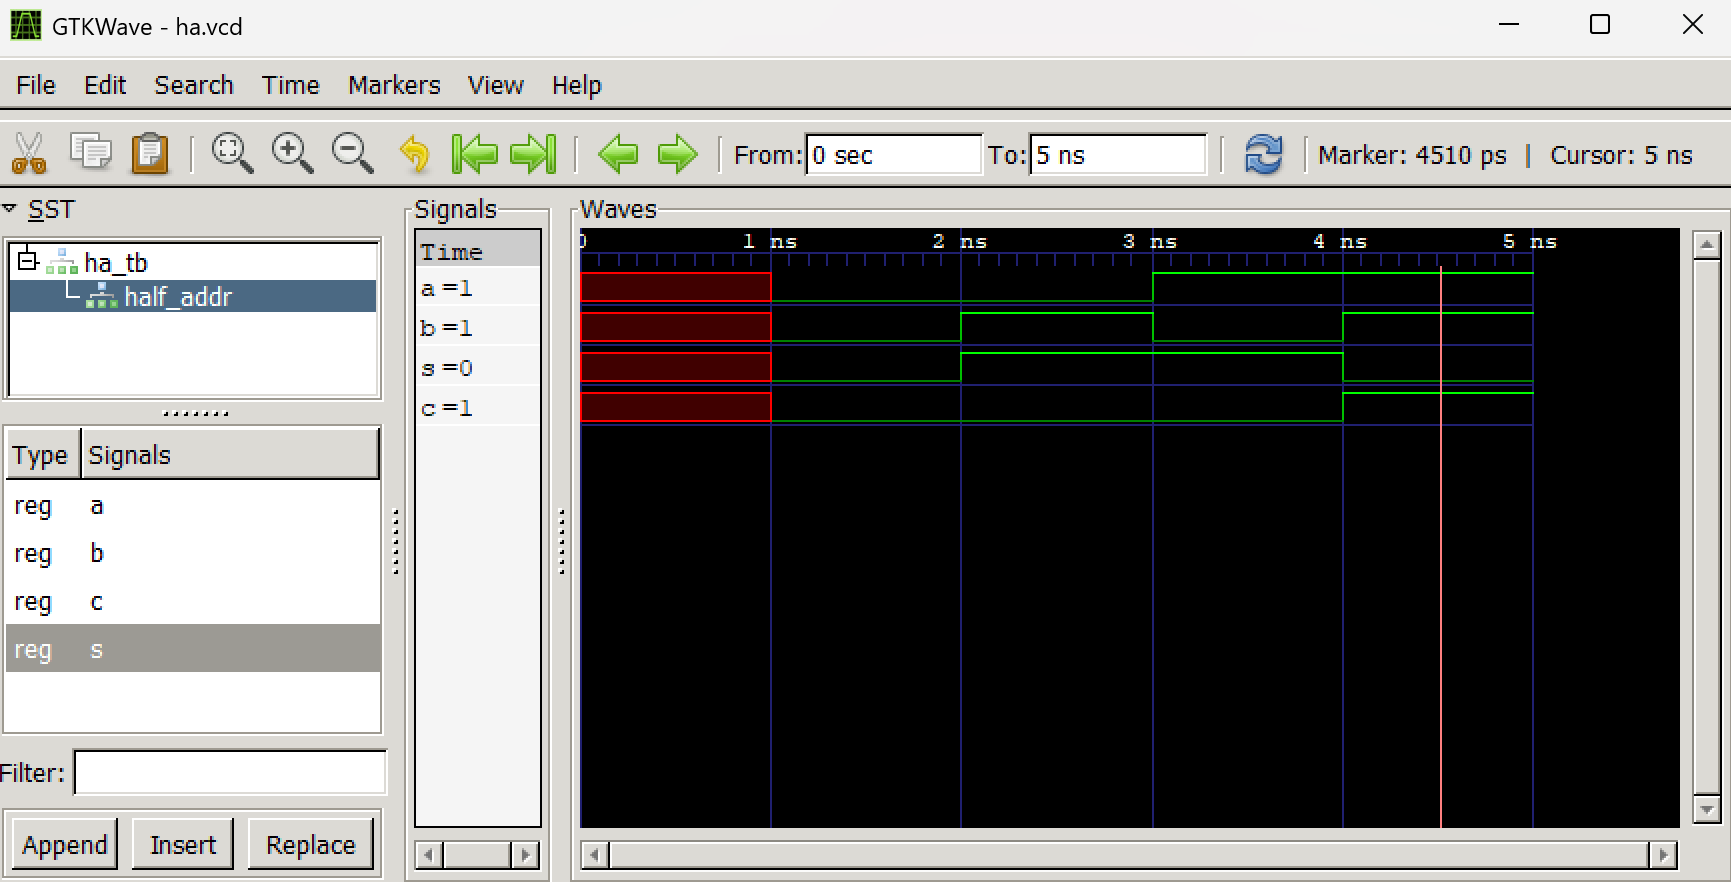 GTKWave - ha.vcd
File Edit Search Time Markers View Help
From: 0 sec To: 5 ns Marker: 4510 ps | Cursor: 5 ns
SST
ha_tb
half_addr
Type Signals
reg a
reg b
reg c
reg s
Filter:
Append Insert Replace
Signals
Time
a =1
b =1
s =0
c =1
Waves
0 1 ns 2 ns 3 ns 4 ns 5 ns